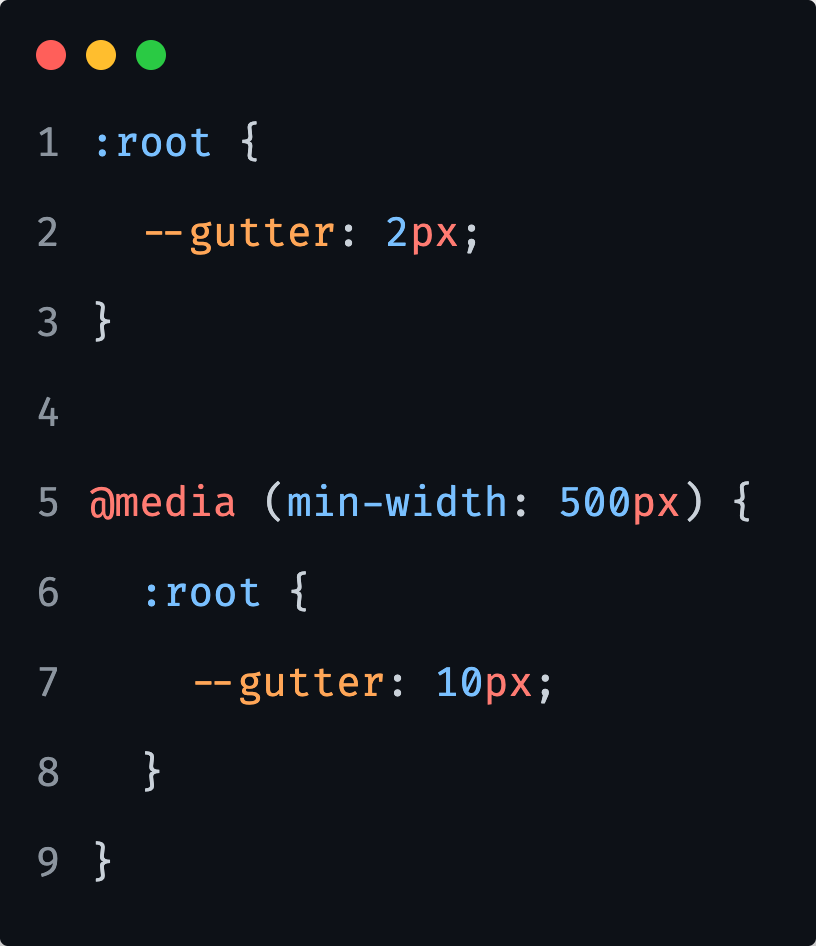 1 :root {
2   --gutter: 2px;
3 }
4
5 @media (min-width: 500px) {
6   :root {
7     --gutter: 10px;
8   }
9 }